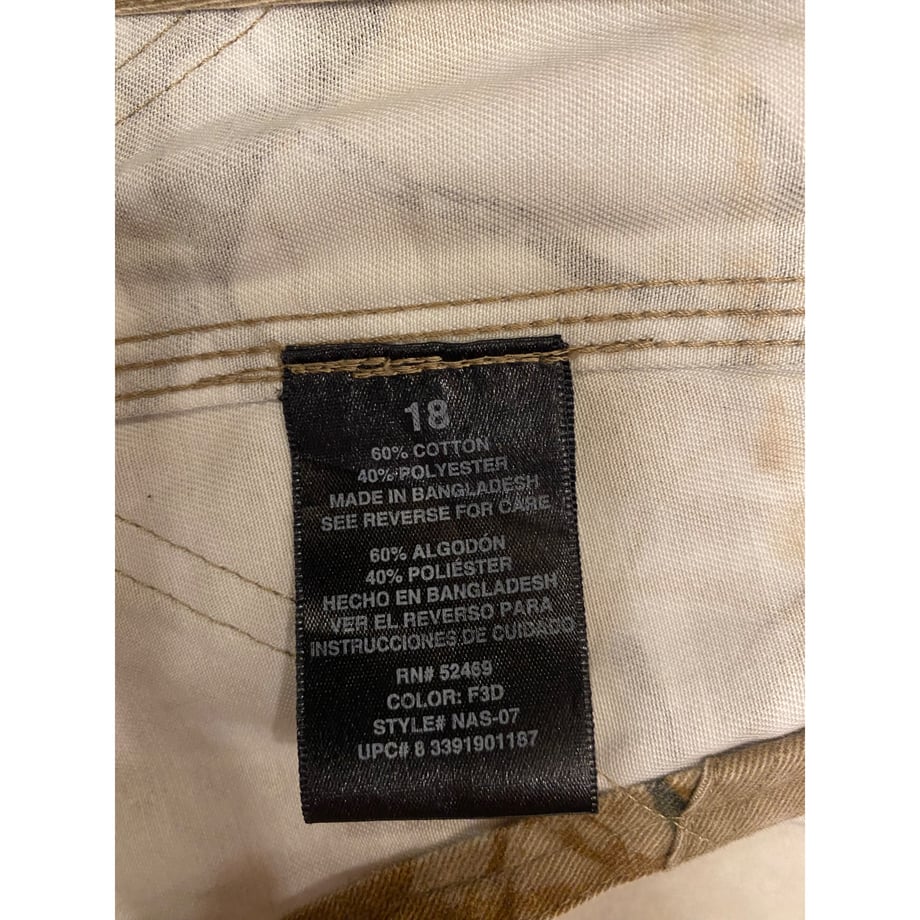 18
60% COTTON
40% POLYESTER
MADE IN BANGLADESH
SEE REVERSE FOR CARE
60% ALGODÓN
40% POLIÉSTER
HECHO EN BANGLADESH
VER EL REVERSO PARA
INSTRUCCIONES DE CUIDADO
RN# 52469
COLOR: F3D
STYLE# NAS-07
UPC# 8 3391901187